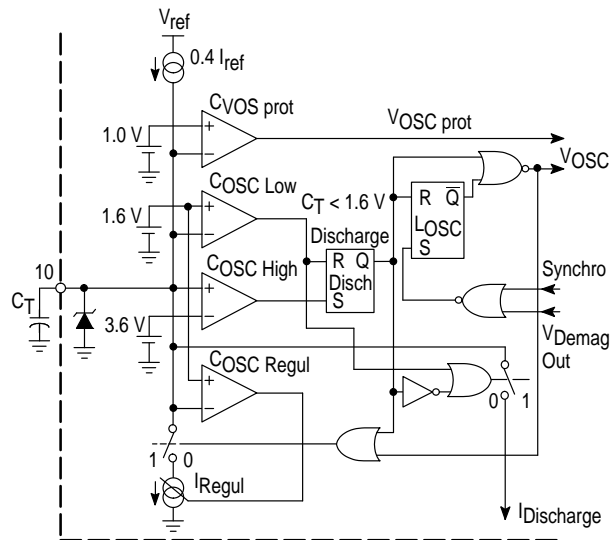 Vref
0.4 Iref
CVOS prot
1.0 V
VOSC prot
COSC Low
1.6 V
CT < 1.6 V
VOSC
R Q̅
LOSC
S
Discharge
R Q
Disch
S
10
CT
COSC High
3.6 V
Synchro
VDemag
Out
COSC Regul
0 1
1 0
IRegul
IDischarge
+
−
+
−
+
−
+
−